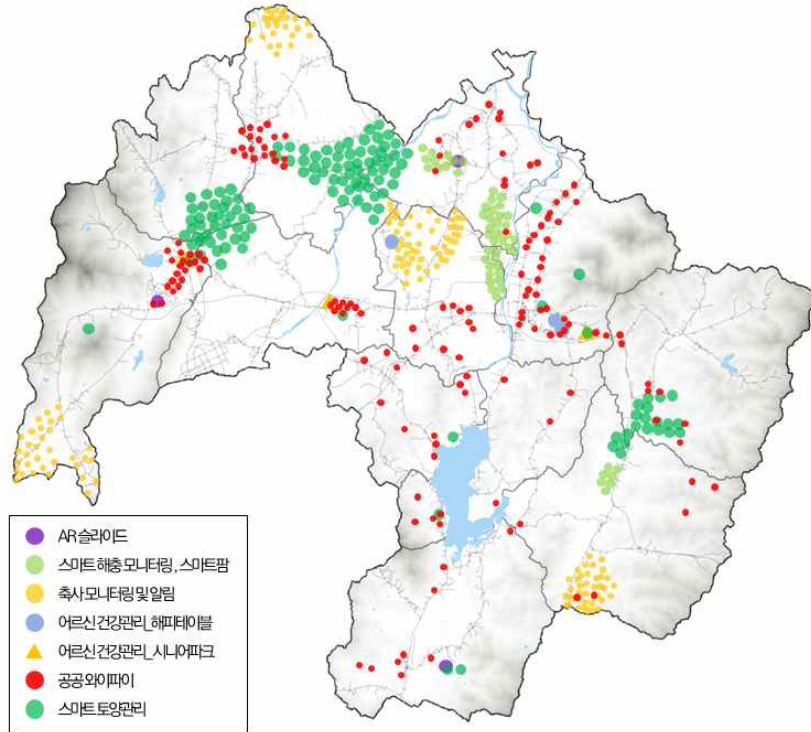 AR 슬라이드
스마트 해충 모니터링, 스마트팜
축사 모니터링 및 알림
어르신 건강관리_해피테이블
어르신 건강관리_시니어파크
공공 와이파이
스마트 토양관리